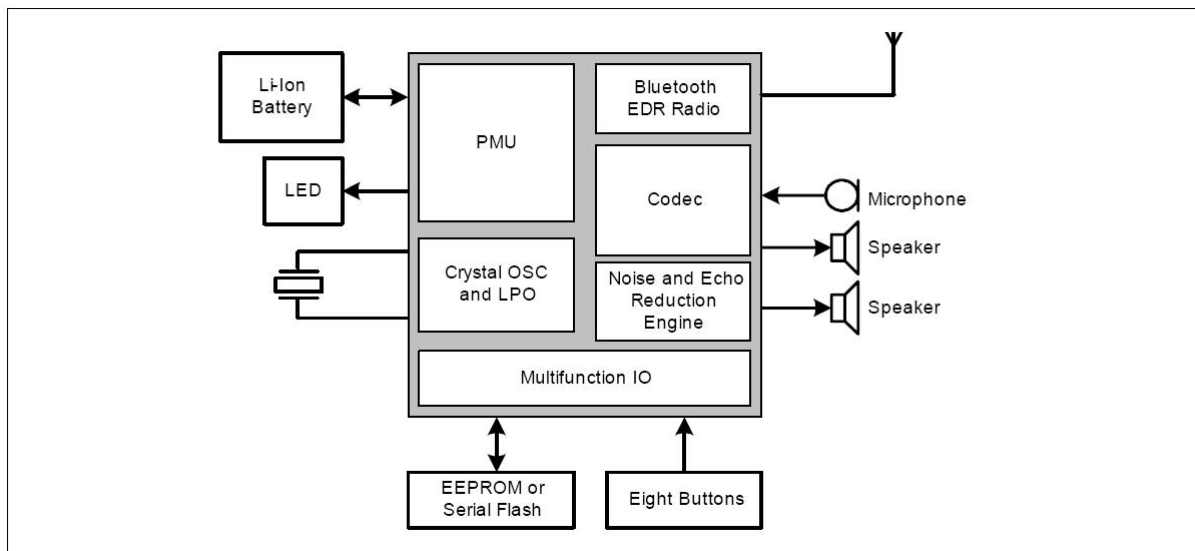 Li-Ion
Battery
PMU
Bluetooth
EDR Radio
LED
Codec
Microphone
Speaker
Crystal OSC
and LPO
Noise and Echo
Reduction
Engine
Speaker
Multifunction IO
EEPROM or
Serial Flash
Eight Buttons